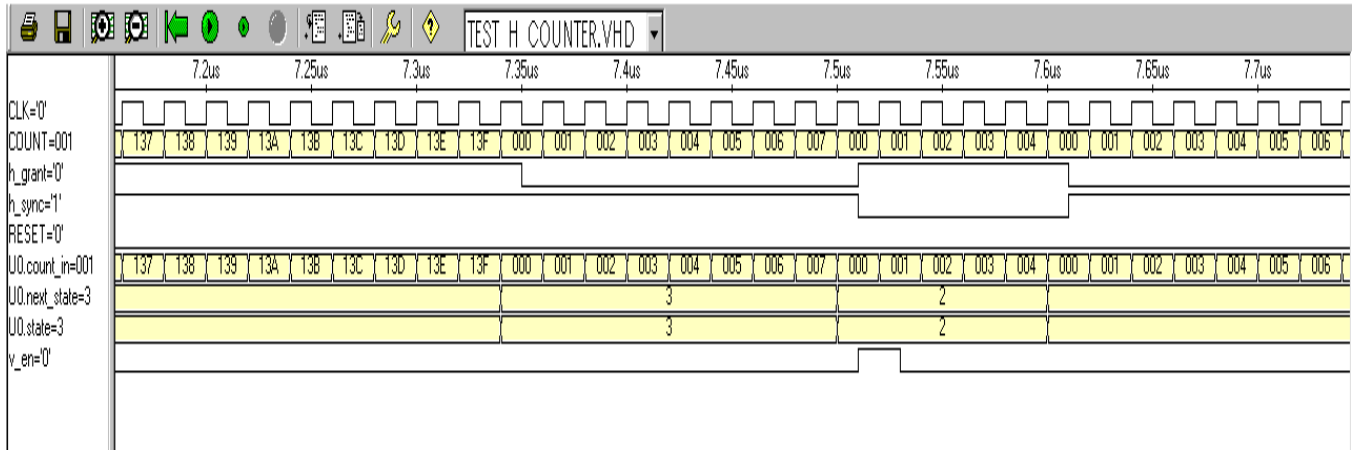 TEST H COUNTER.VHD
7.2us 7.25us 7.3us 7.35us 7.4us 7.45us 7.5us 7.55us 7.6us 7.65us 7.7us
CLK='0'
COUNT=001 137 138 139 13A 13B 13C 13D 13E 13F 000 001 002 003 004 005 006 007 000 001 002 003 004 000 001 002 003 004 005 006
h_grant='0'
h_sync='1'
RESET='0'
U0.count_in=001 137 138 139 13A 13B 13C 13D 13E 13F 000 001 002 003 004 005 006 007 000 001 002 003 004 000 001 002 003 004 005 006
U0.next_state=3 3 2
U0.state=3 3 2
v_en='0'